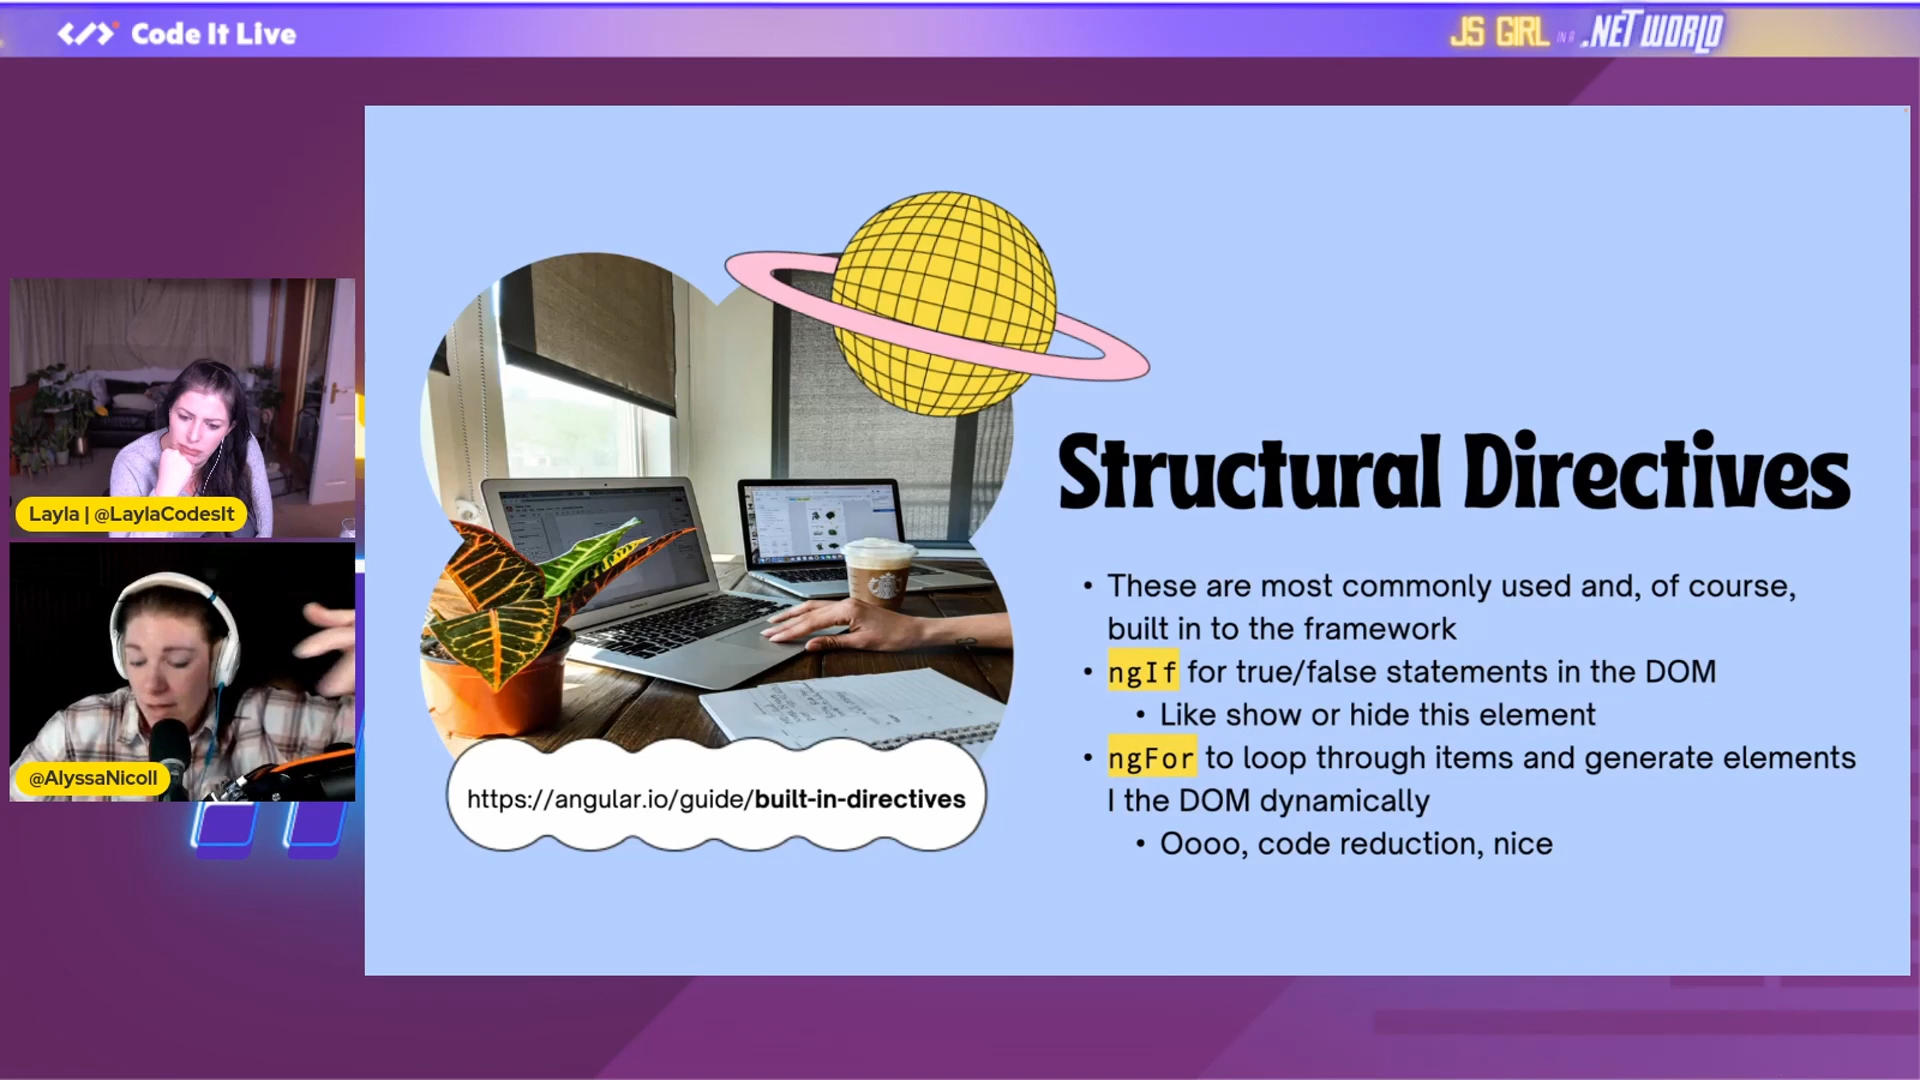 Code It Live
JS GIRL IN A .NET WORLD
Layla | @LaylaCodesIt
@AlyssaNicoll
https://angular.io/guide/built-in-directives
Structural Directives
• These are most commonly used and, of course,
built in to the framework
• ngIf for true/false statements in the DOM
• Like show or hide this element
• ngFor to loop through items and generate elements
I the DOM dynamically
• Oooo, code reduction, nice